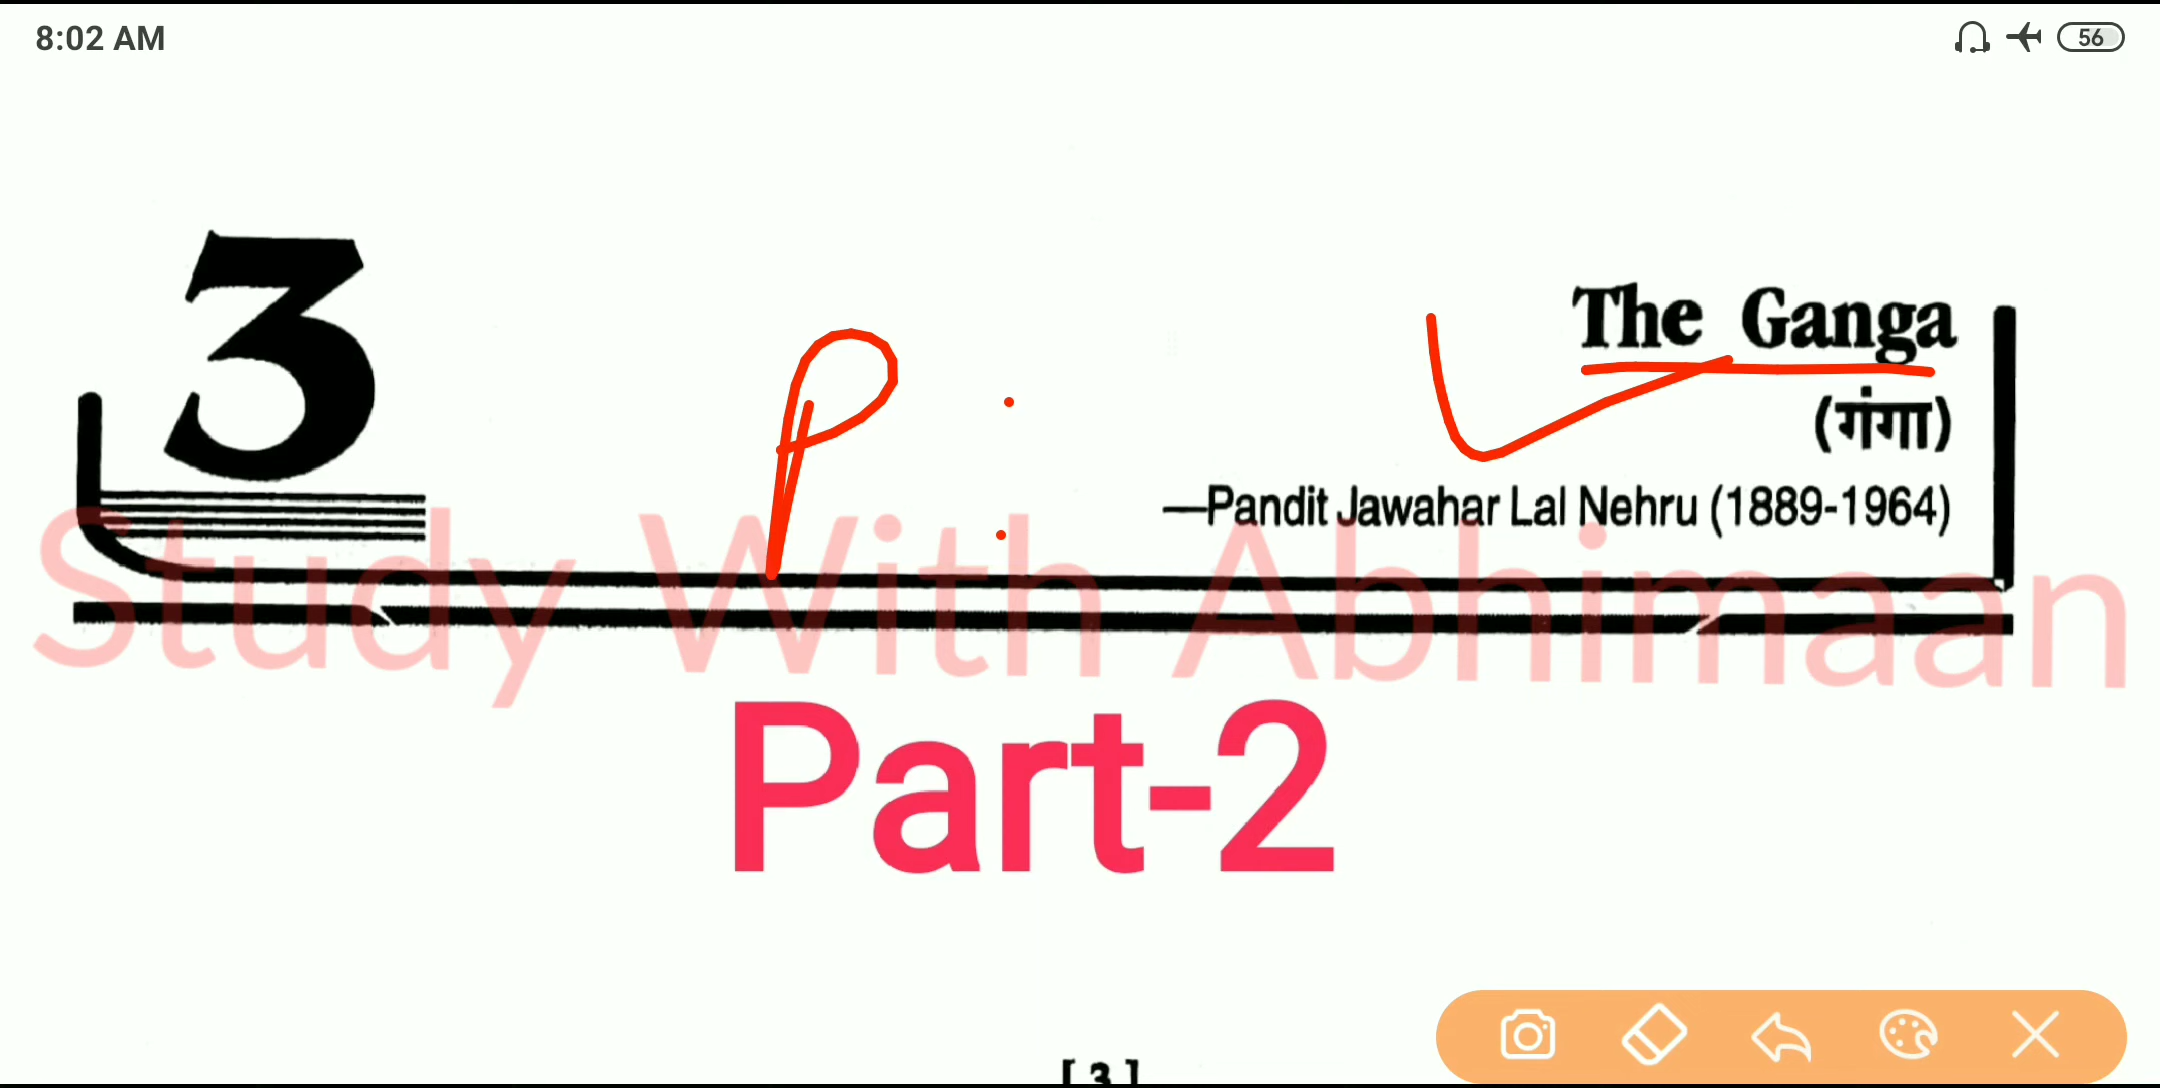 8:02 AM
56
3
The Ganga
(गंगा)
—Pandit Jawahar Lal Nehru (1889-1964)
P
Study With Abhimaan
Part-2
[ 3 ]